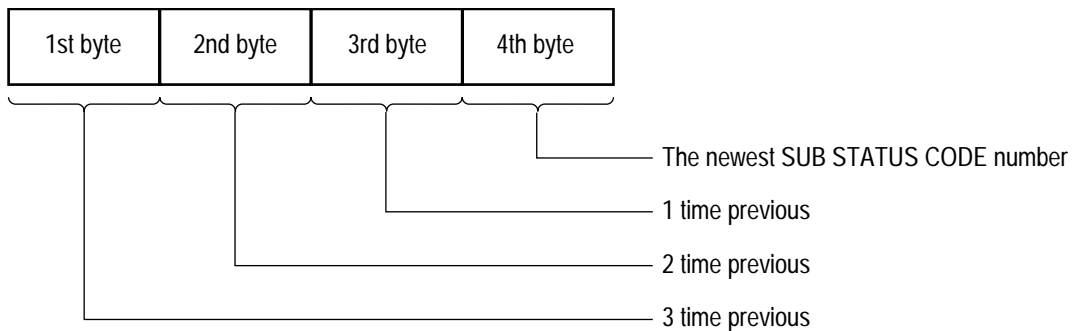 1st byte 2nd byte 3rd byte 4th byte
The newest SUB STATUS CODE number
1 time previous
2 time previous
3 time previous